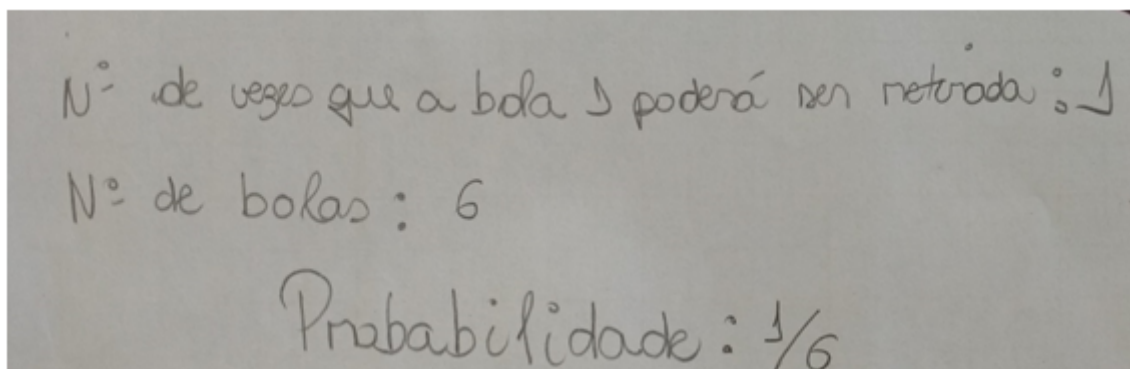 Nº de vezes que a bola 1 poderá ser retirada: 1
Nº de bolas: 6
Probabilidade: 1/6